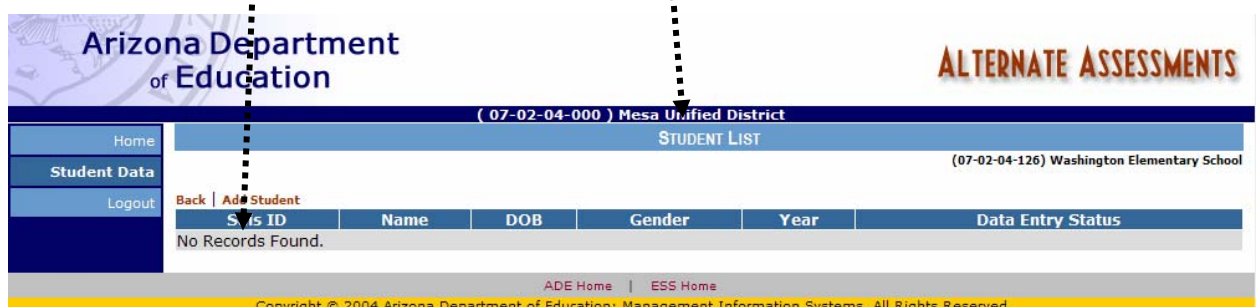 Arizona Department
of Education
ALTERNATE ASSESSMENTS
( 07-02-04-000 ) Mesa Unified District
Home
STUDENT LIST
(07-02-04-126) Washington Elementary School
Student Data
Logout
Back | Add Student
Sais ID Name DOB Gender Year Data Entry Status
No Records Found.
ADE Home | ESS Home
Copyright © 2004 Arizona Department of Education: Management Information Systems. All Rights Reserved